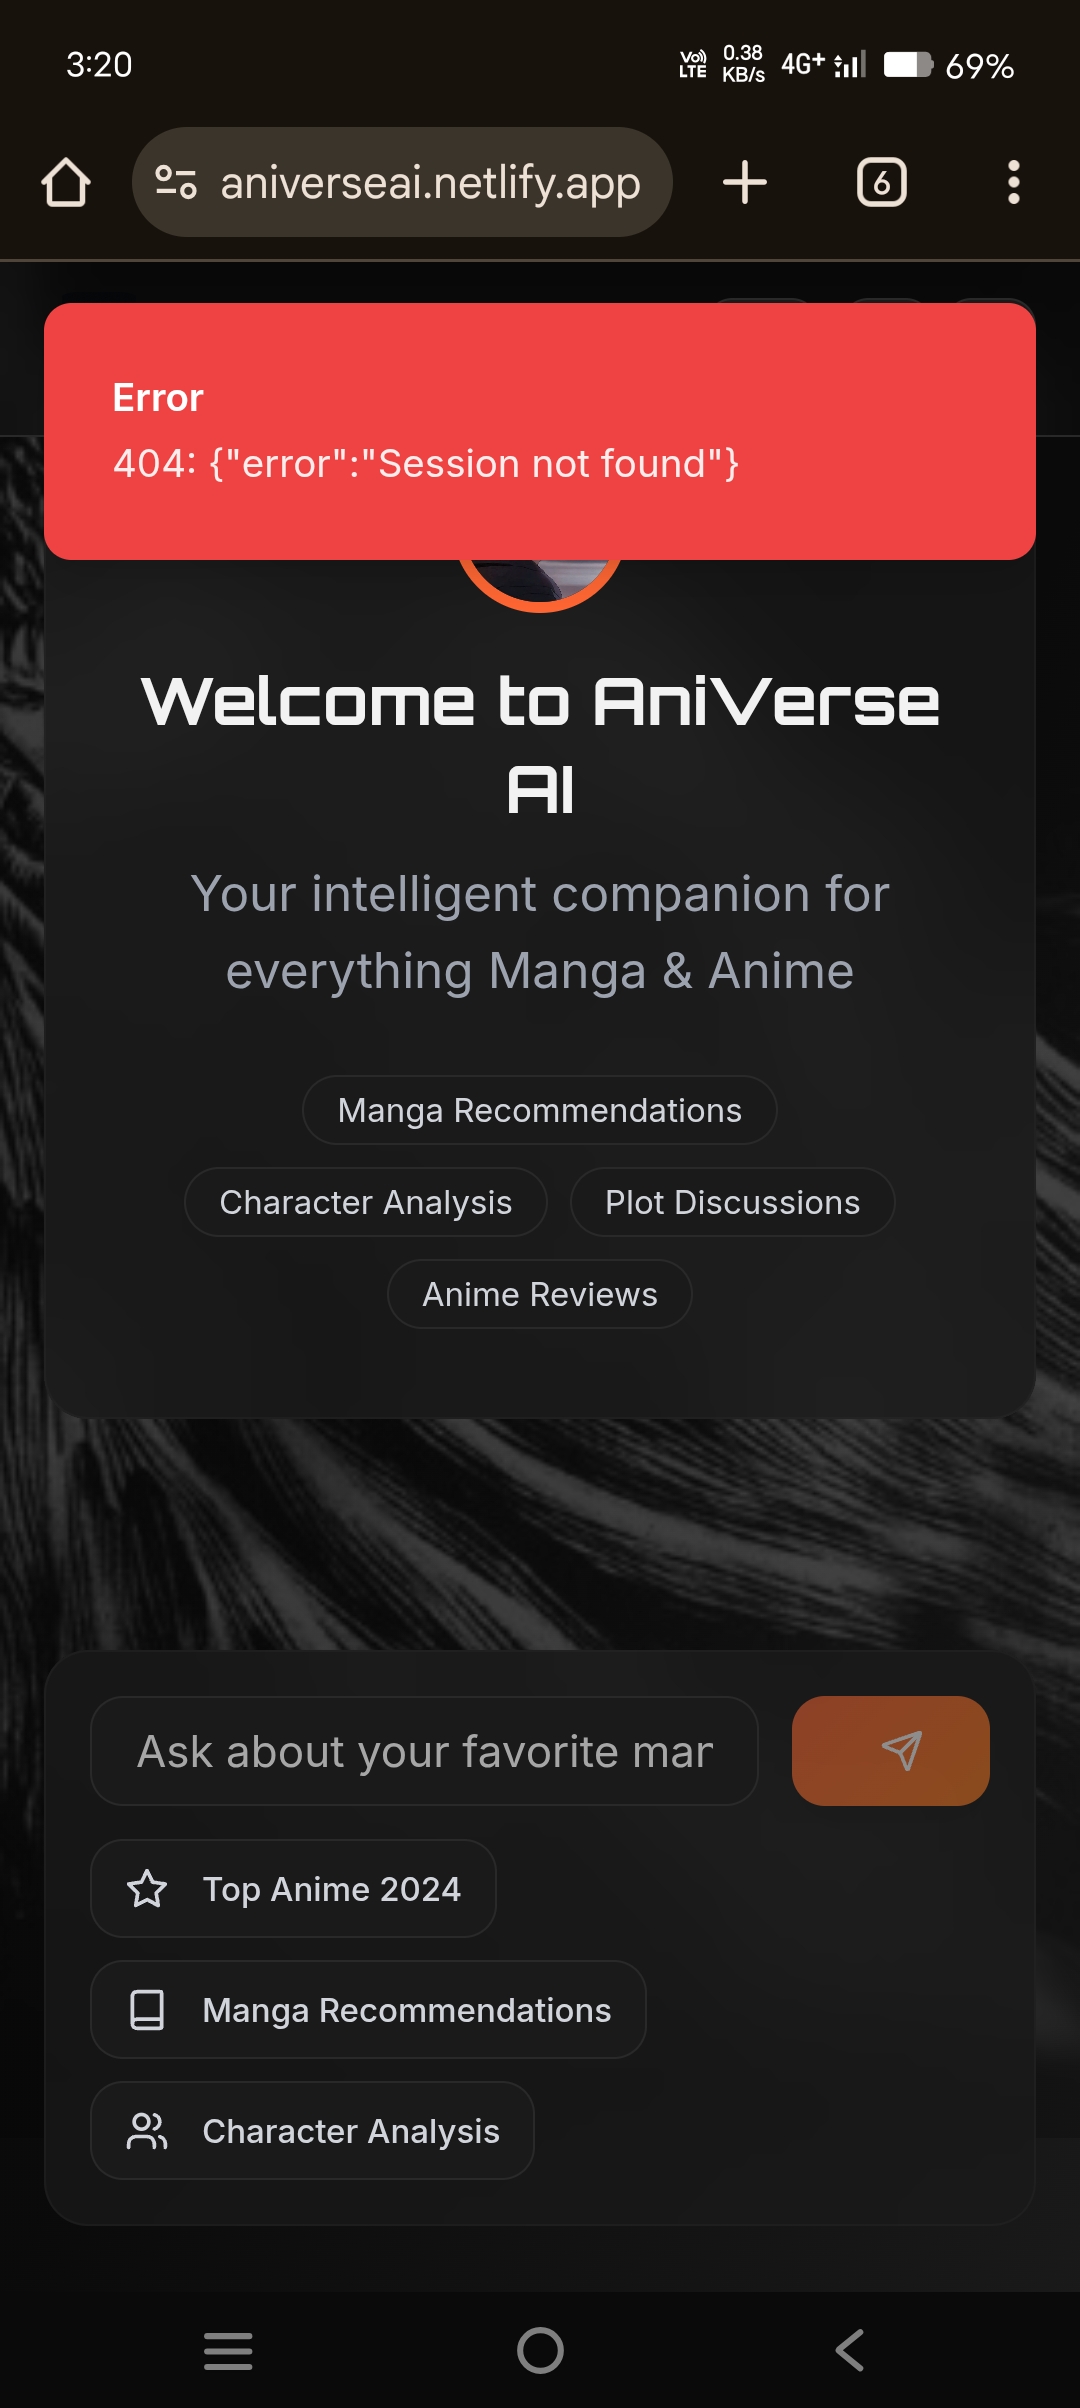 3:20
Vo)) LTE
0.38 KB/s
4G+
69%
aniverseai.netlify.app
6
Error
404: {"error":"Session not found"}
Welcome to AniVerse
AI
Your intelligent companion for
everything Manga & Anime
Manga Recommendations
Character Analysis
Plot Discussions
Anime Reviews
Ask about your favorite mar
Top Anime 2024
Manga Recommendations
Character Analysis